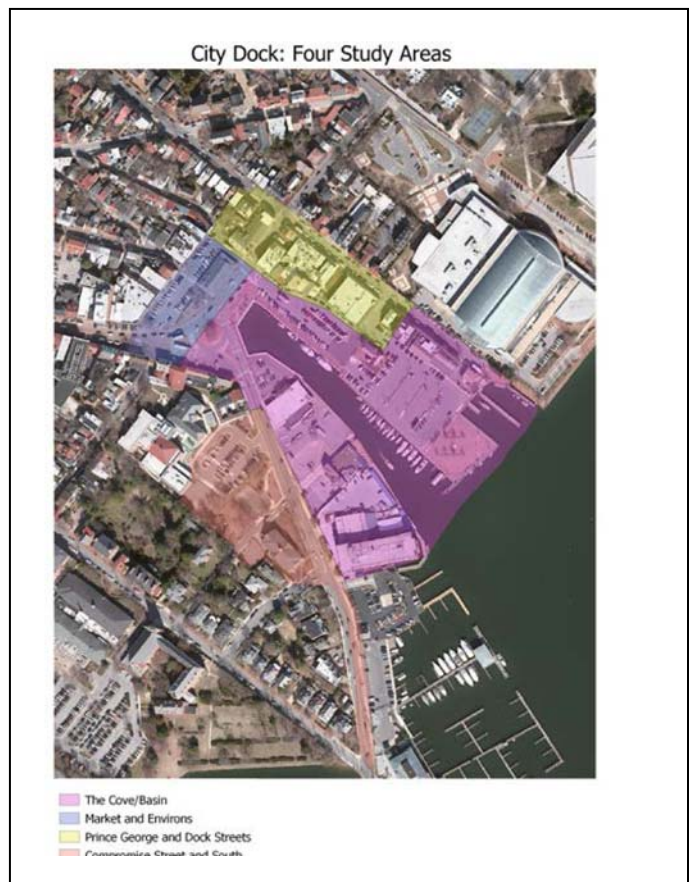 City Dock: Four Study Areas
The Cove/Basin
Market and Environs
Prince George and Dock Streets
Compromise Street and South